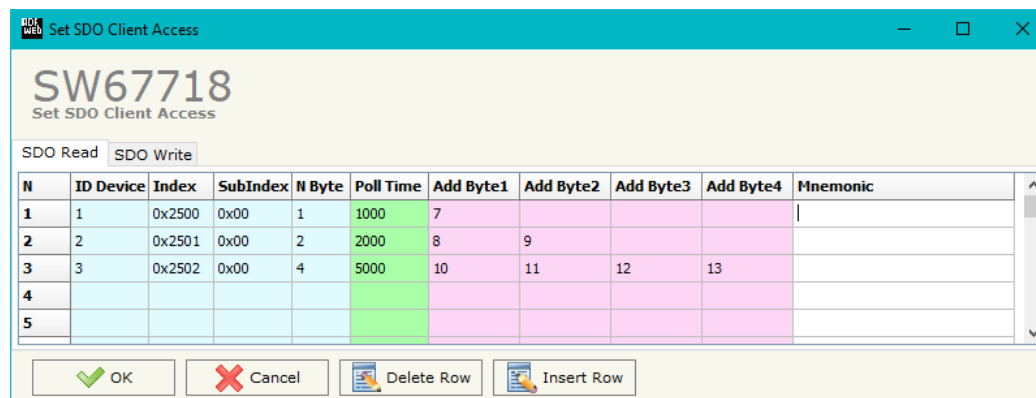 ADF WEB Set SDO Client Access
SW67718
Set SDO Client Access
SDO Read SDO Write
N ID Device Index SubIndex N Byte Poll Time Add Byte1 Add Byte2 Add Byte3 Add Byte4 Mnemonic
1 1 0x2500 0x00 1 1000 7
2 2 0x2501 0x00 2 2000 8 9
3 3 0x2502 0x00 4 5000 10 11 12 13
4
5
OK Cancel Delete Row Insert Row